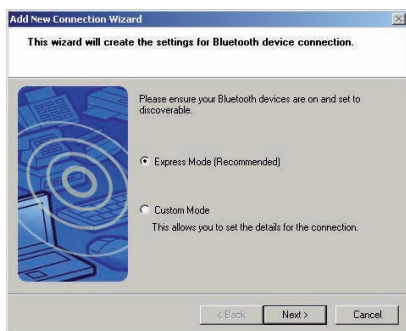 Add New Connection Wizard
This wizard will create the settings for Bluetooth device connection.
Please ensure your Bluetooth devices are on and set to
discoverable.
Express Mode (Recommended)
Custom Mode
This allows you to set the details for the connection.
< Back
Next >
Cancel